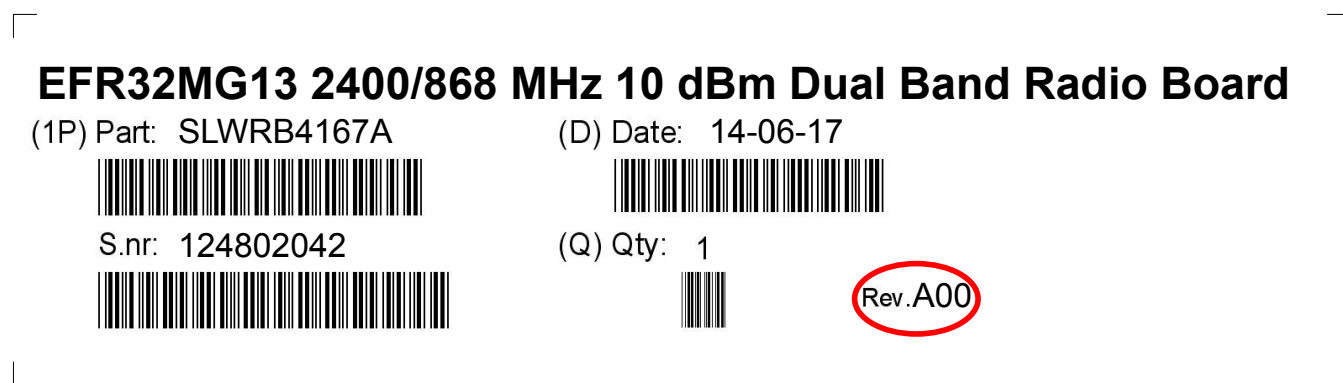 EFR32MG13 2400/868 MHz 10 dBm Dual Band Radio Board
(1P) Part: SLWRB4167A (D) Date: 14-06-17
S.nr: 124802042 (Q) Qty: 1
Rev.A00